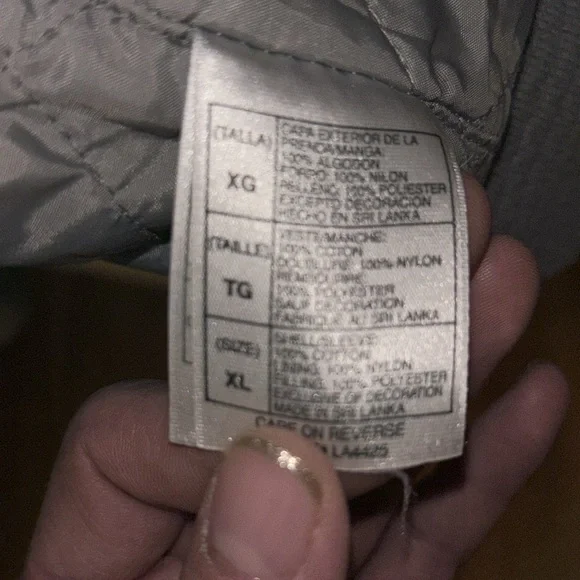 (TALLA)
XG
CAPA EXTERIOR DE LA
PRENDA/MANGA:
100% ALGODON
FORRO: 100% NILON
RELLENO: 100% POLIESTER
EXCEPTO DECORACION
HECHO EN SRI LANKA
(TAILLE)
TG
VESTE/MANCHE:
100% COTON
DOUBLURE: 100% NYLON
REMBOURRE:
100% POLYESTER
SAUF DECORATION
FABRIQUE AU SRI LANKA
(SIZE)
XL
SHELL/SLEEVE:
100% COTTON
LINING: 100% NYLON
FILLING: 100% POLYESTER
EXCLUSIVE OF DECORATION
MADE IN SRI LANKA
CARE ON REVERSE
LA4425